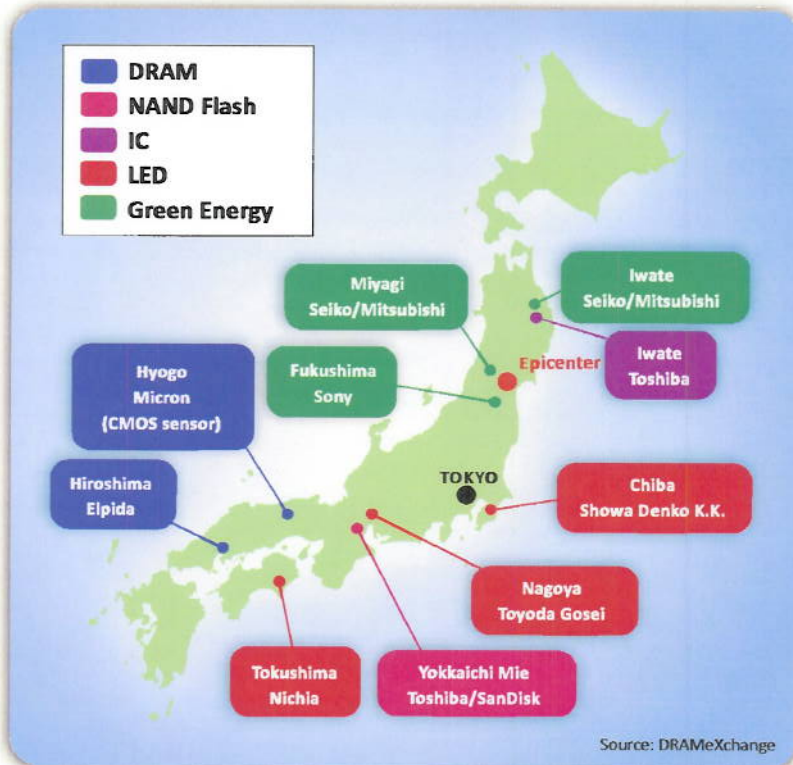 DRAM
NAND Flash
IC
LED
Green Energy
Miyagi
Seiko/Mitsubishi
Iwate
Seiko/Mitsubishi
Hyogo
Micron
(CMOS sensor)
Fukushima
Sony
Epicenter
Iwate
Toshiba
Hiroshima
Elpida
TOKYO
Chiba
Showa Denko K.K.
Nagoya
Toyoda Gosei
Tokushima
Nichia
Yokkaichi Mie
Toshiba/SanDisk
Source: DRAMeXchange